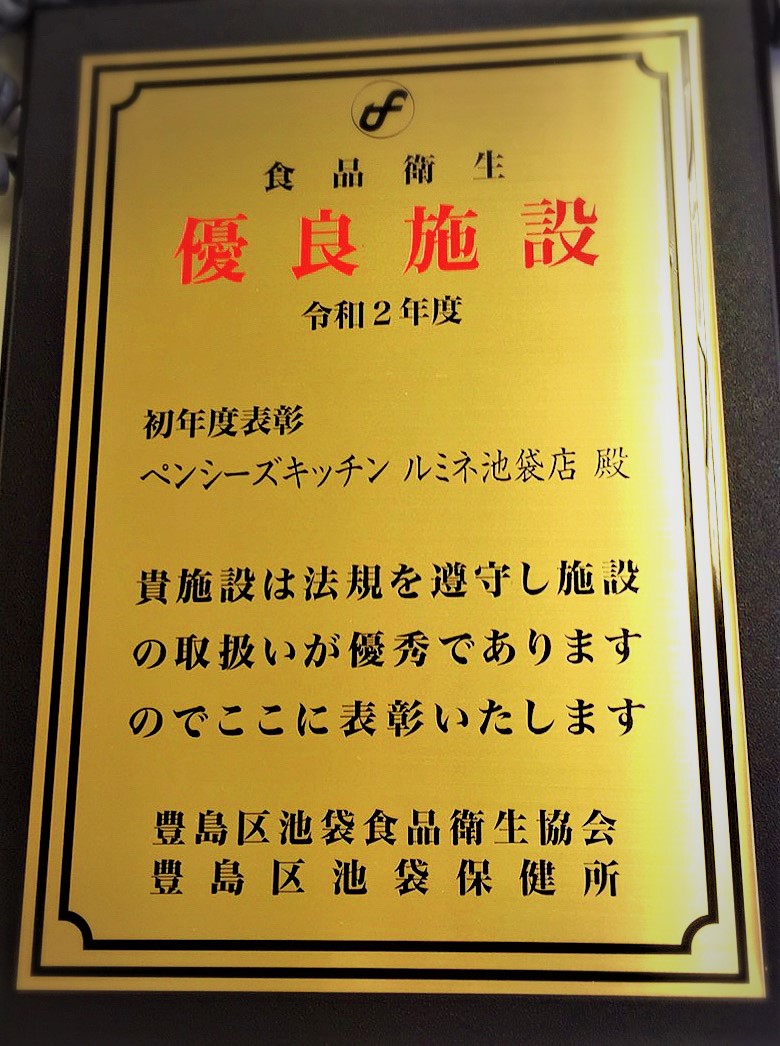 食品衛生
優良施設
令和2年度
初年度表彰
ペンシーズキッチン ルミネ池袋店 殿
貴施設は法規を遵守し施設
の取扱いが優秀であります
のでここに表彰いたします
豊島区池袋食品衛生協会
豊島区池袋保健所